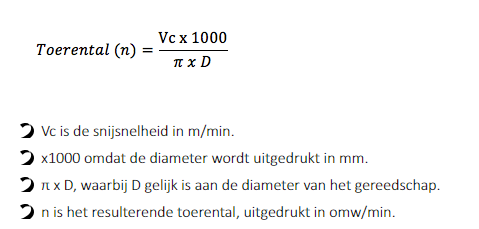 Toerental (n) = Vc x 1000 / π x D
Vc is de snijsnelheid in m/min.
x1000 omdat de diameter wordt uitgedrukt in mm.
π x D, waarbij D gelijk is aan de diameter van het gereedschap.
n is het resulterende toerental, uitgedrukt in omw/min.